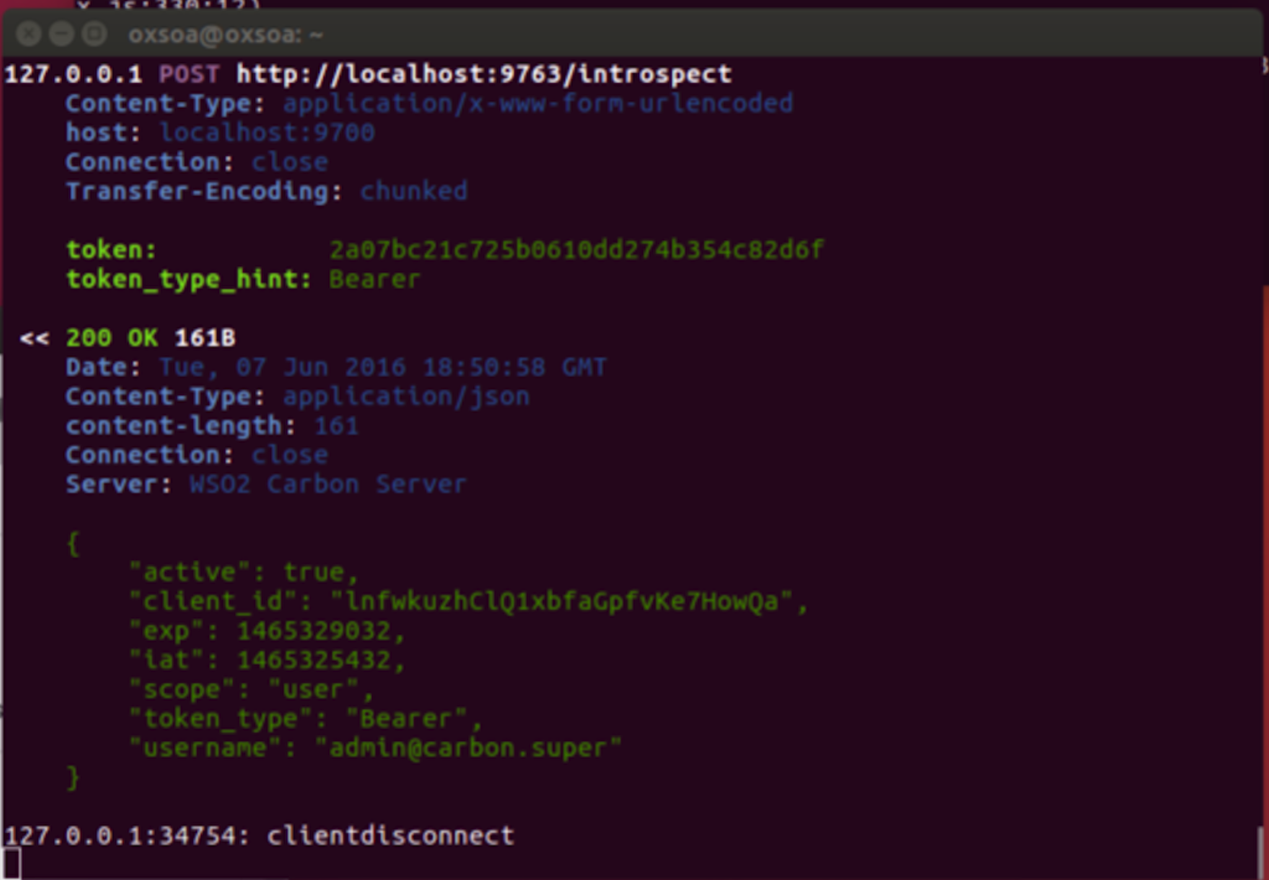 x.js:330:12)
oxsoa@oxsoa: ~
127.0.0.1 POST http://localhost:9763/introspect
Content-Type: application/x-www-form-urlencoded
host: localhost:9700
Connection: close
Transfer-Encoding: chunked
token: 2a07bc21c725b0610dd274b354c82d6f
token_type_hint: Bearer
<< 200 OK 161B
Date: Tue, 07 Jun 2016 18:50:58 GMT
Content-Type: application/json
content-length: 161
Connection: close
Server: WSO2 Carbon Server
{
"active": true,
"client_id": "lnfwkuzhClQ1xbfaGpfvKe7HowQa",
"exp": 1465329032,
"iat": 1465325432,
"scope": "user",
"token_type": "Bearer",
"username": "admin@carbon.super"
}
127.0.0.1:34754: clientdisconnect